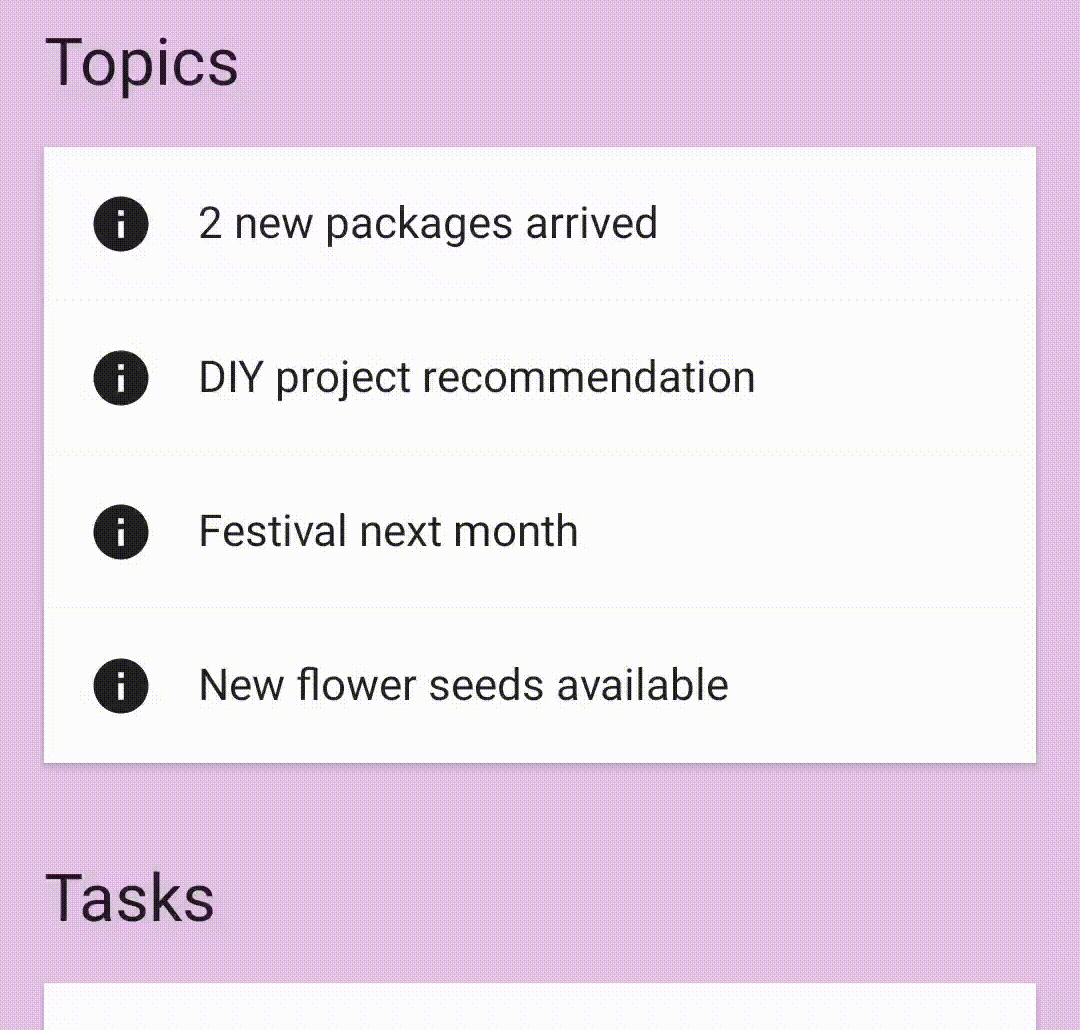 Topics
2 new packages arrived
DIY project recommendation
Festival next month
New flower seeds available
Tasks